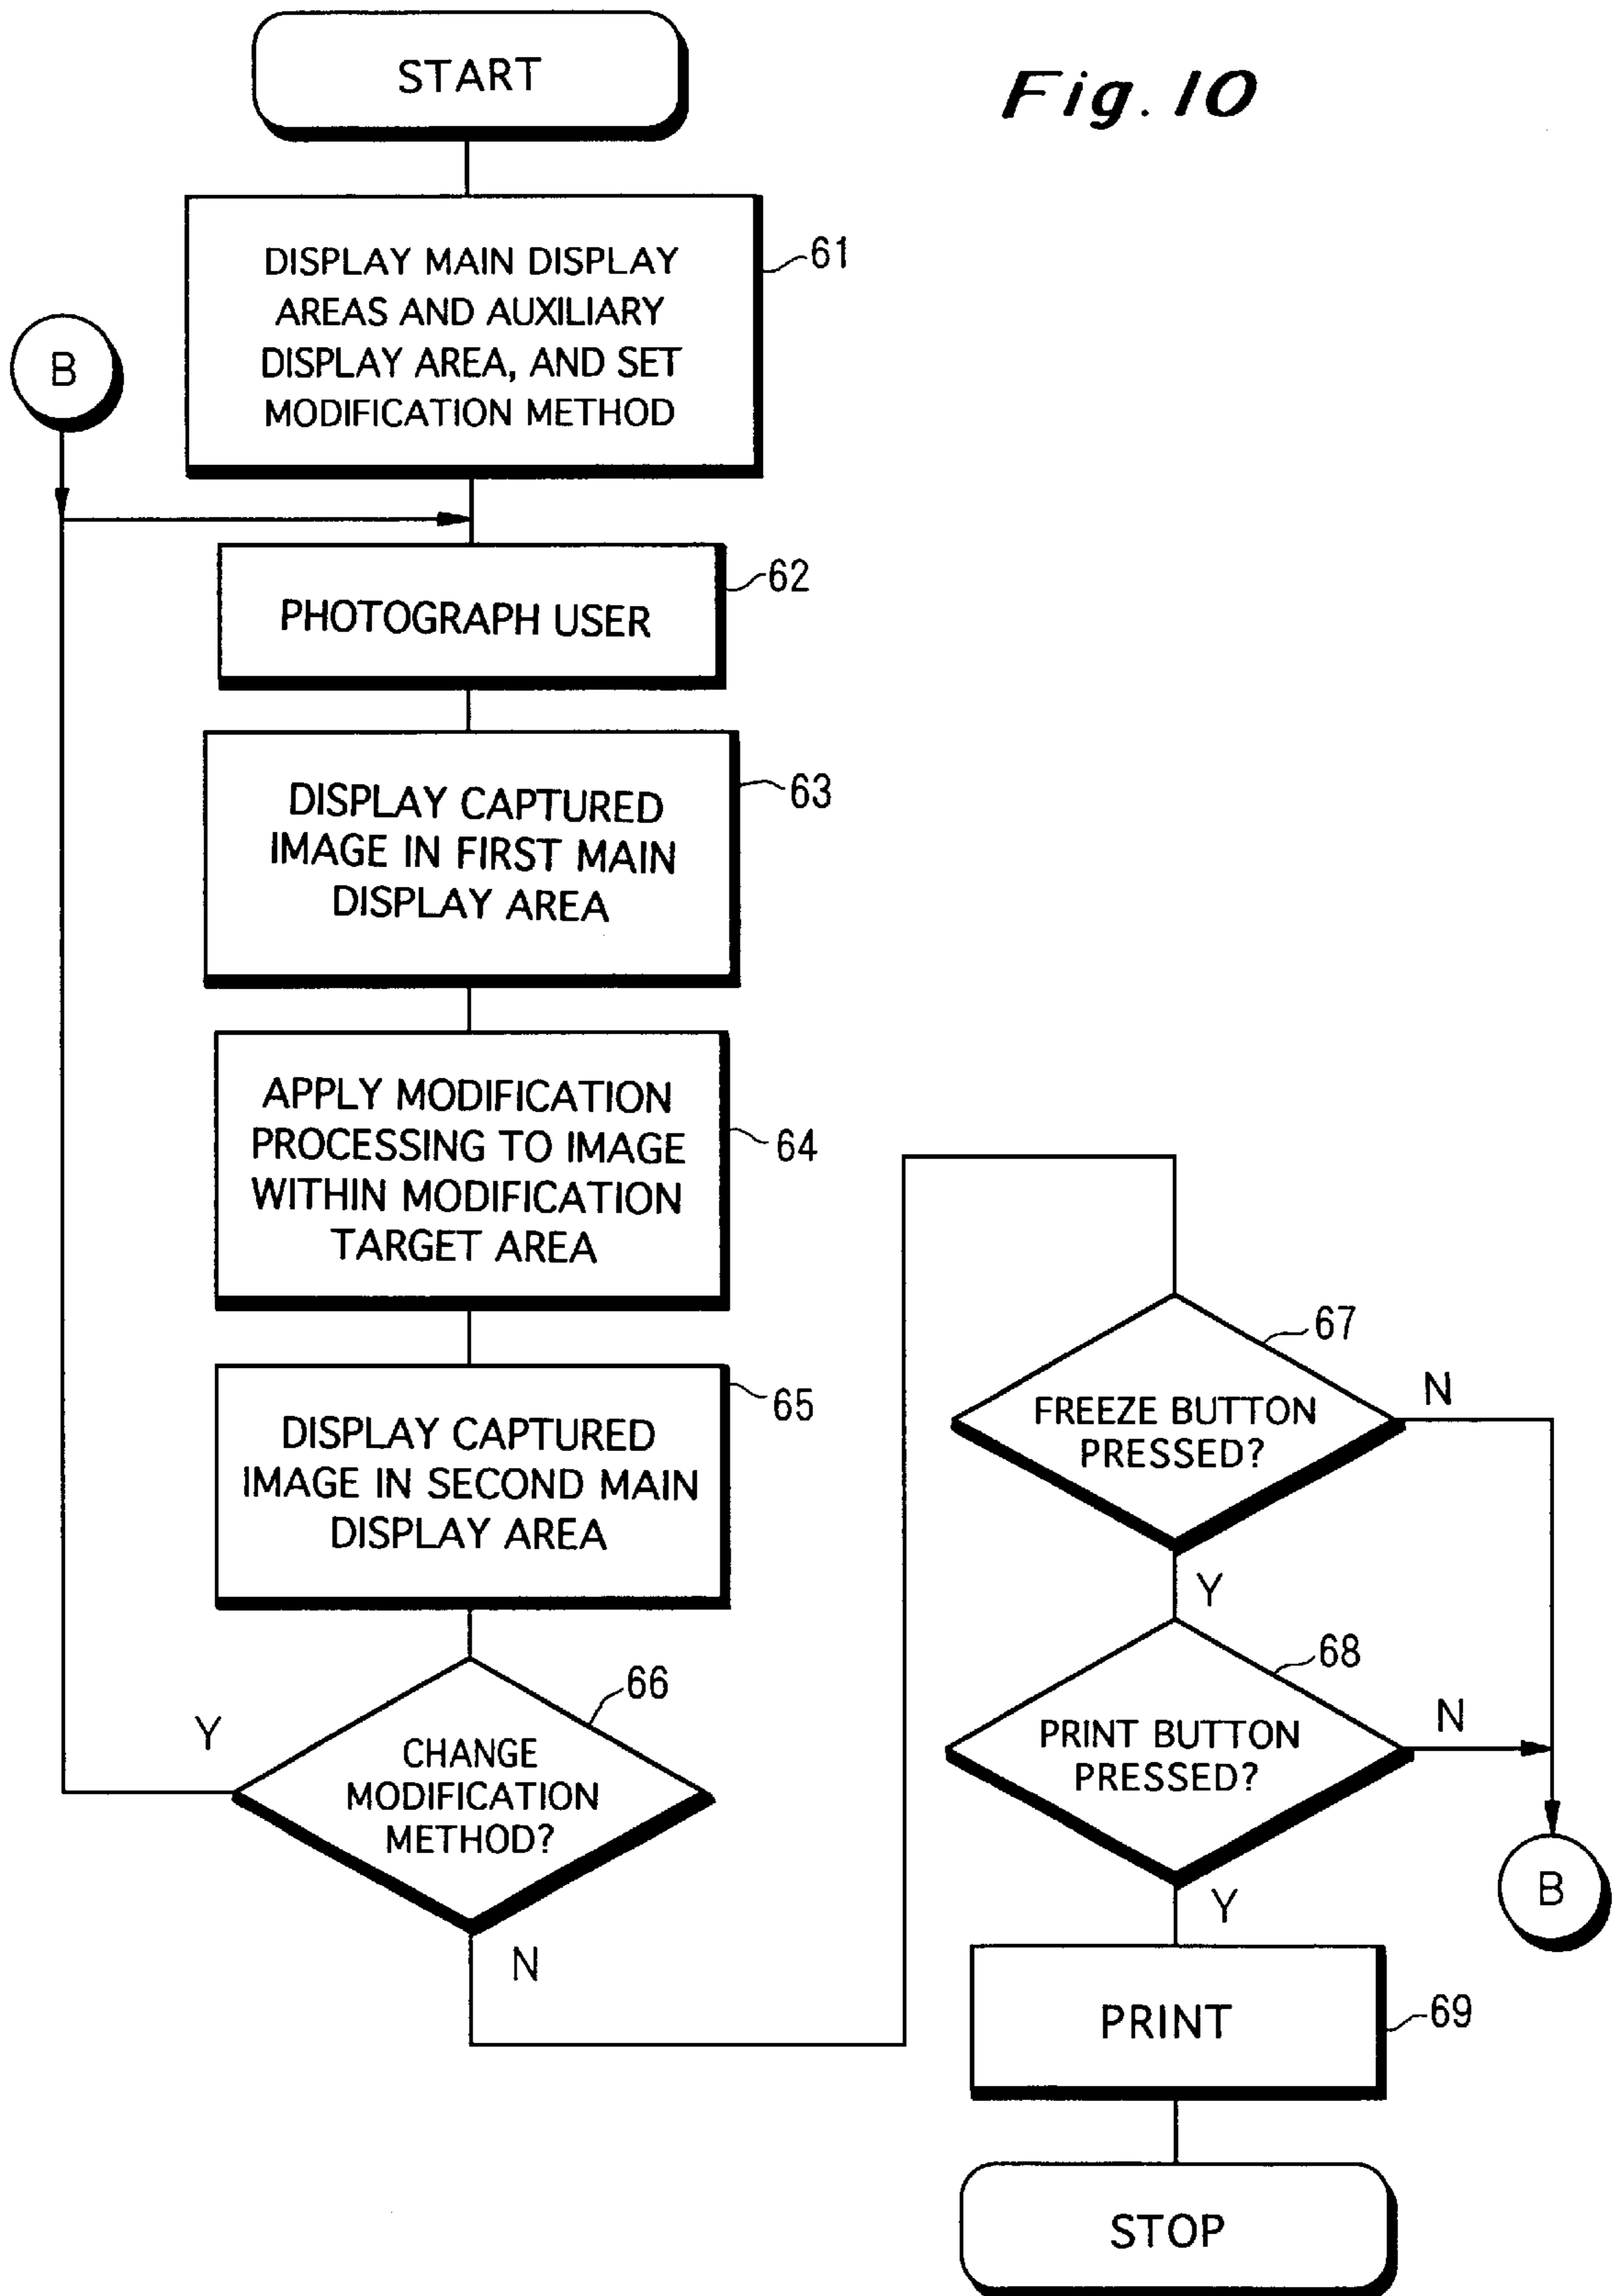 Fig. 10
START
DISPLAY MAIN DISPLAY
AREAS AND AUXILIARY
DISPLAY AREA, AND SET
MODIFICATION METHOD
61
B
PHOTOGRAPH USER
62
DISPLAY CAPTURED
IMAGE IN FIRST MAIN
DISPLAY AREA
63
APPLY MODIFICATION
PROCESSING TO IMAGE
WITHIN MODIFICATION
TARGET AREA
64
DISPLAY CAPTURED
IMAGE IN SECOND MAIN
DISPLAY AREA
65
CHANGE
MODIFICATION
METHOD?
66
Y
N
FREEZE BUTTON
PRESSED?
67
N
Y
PRINT BUTTON
PRESSED?
68
N
Y
B
PRINT
69
STOP